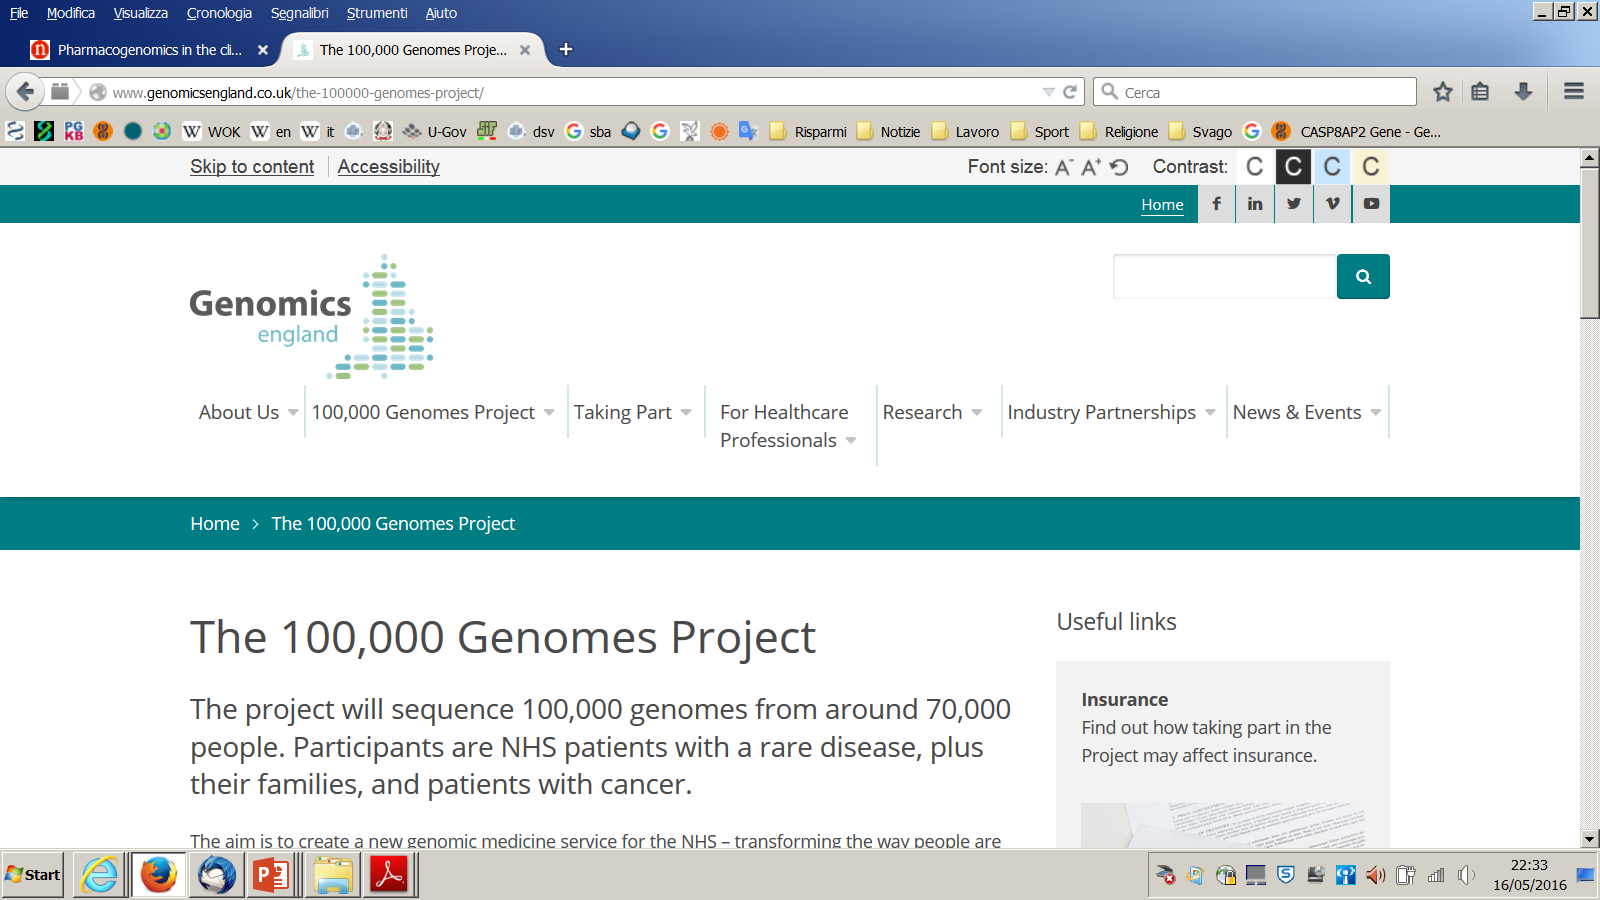 File Modifica Visualizza Cronologia Segnalibri Strumenti Aiuto
Pharmacogenomics in the cli... The 100,000 Genomes Proje...
www.genomicsengland.co.uk/the-100000-genomes-project/ Cerca
PG KB W WOK W en W it U-Gov dsv G sba G Risparmi Notizie Lavoro Sport Religione Svago G CASP8AP2 Gene - Ge...
Skip to content Accessibility Font size: A- A+ Contrast: C C C C
Home
Genomics
england
About Us 100,000 Genomes Project Taking Part For Healthcare Professionals Research Industry Partnerships News & Events
Home > The 100,000 Genomes Project
The 100,000 Genomes Project
The project will sequence 100,000 genomes from around 70,000
people. Participants are NHS patients with a rare disease, plus
their families, and patients with cancer.
The aim is to create a new genomic medicine service for the NHS – transforming the way people are
Useful links
Insurance
Find out how taking part in the
Project may affect insurance.
Start
22:33
16/05/2016